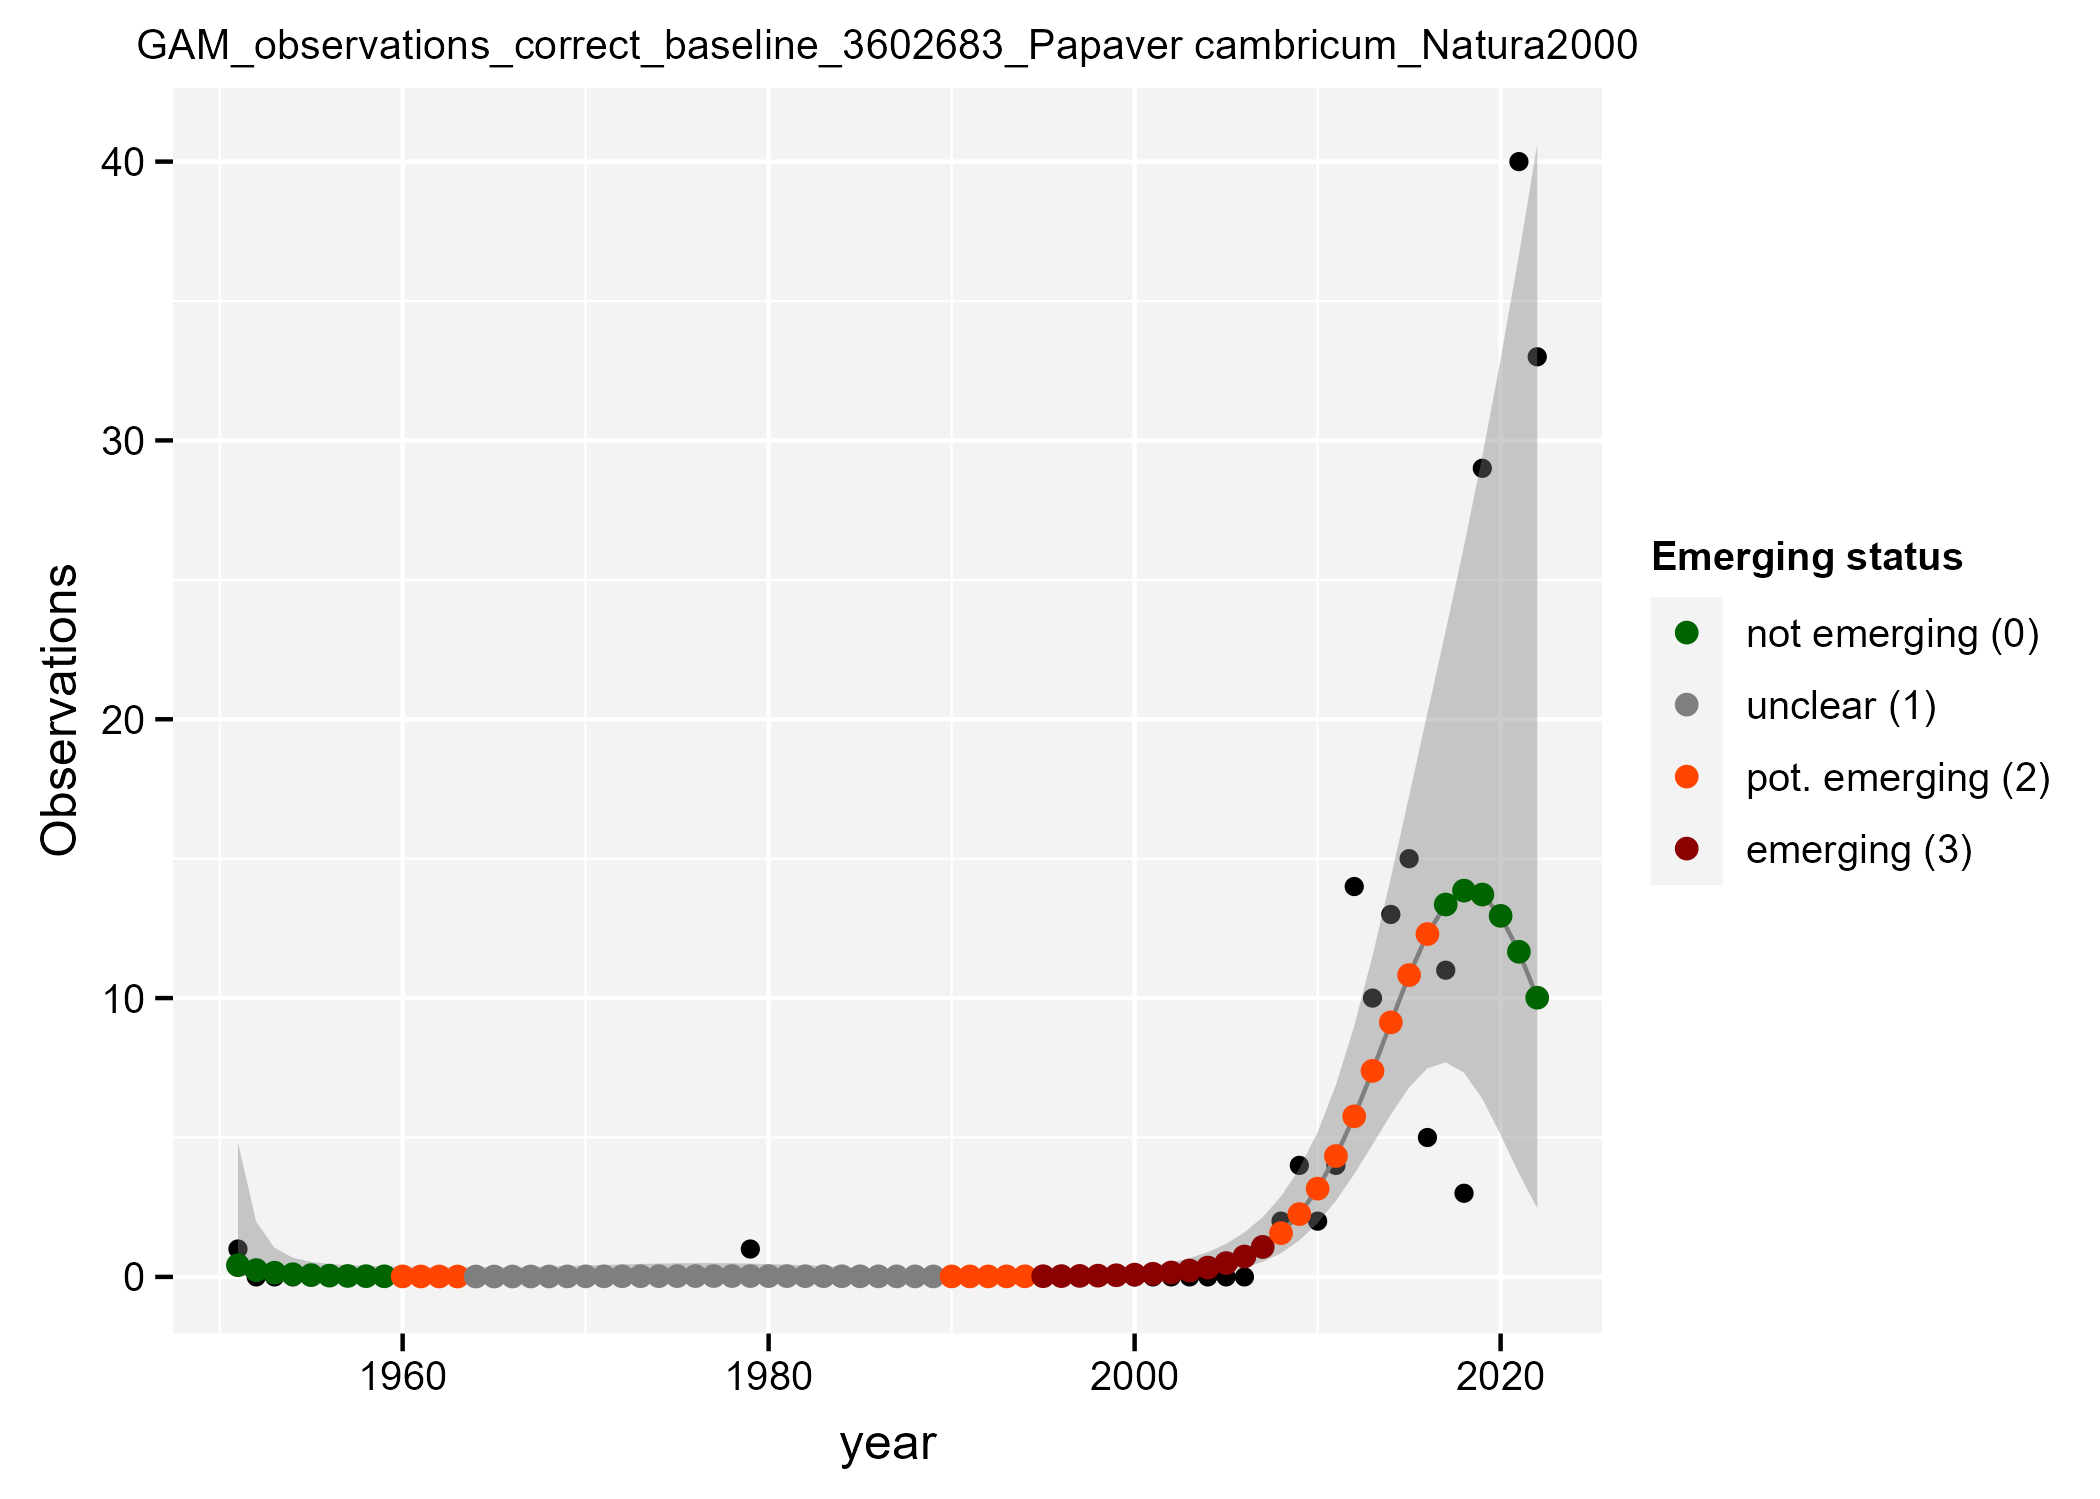 GAM_observations_correct_baseline_3602683_Papaver cambricum_Natura2000
Observations
40
30
20
10
0
1960
1980
2000
2020
year
Emerging status
not emerging (0)
unclear (1)
pot. emerging (2)
emerging (3)